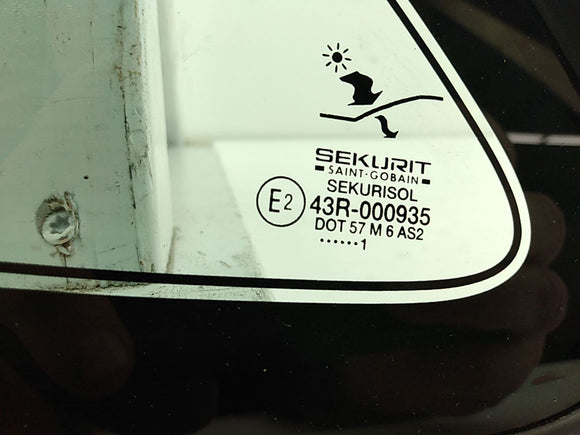 SEKURIT
SAINT-GOBAIN
SEKURISOL
E2 43R-000935
DOT 57 M 6 AS2
......1